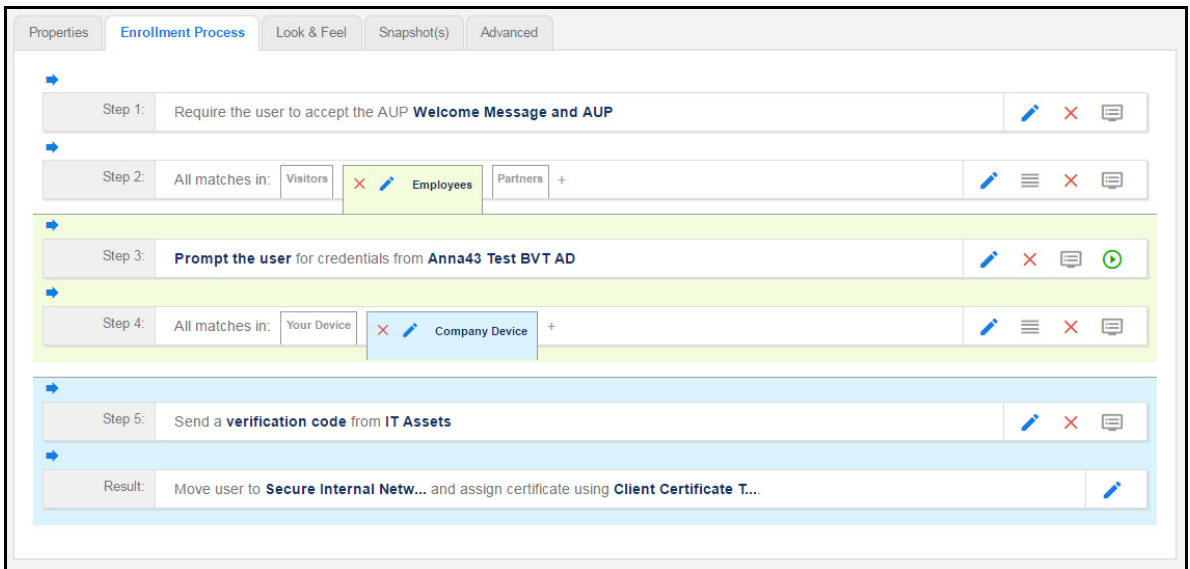 Properties Enrollment Process Look & Feel Snapshot(s) Advanced
Step 1: Require the user to accept the AUP Welcome Message and AUP
Step 2: All matches in: Visitors Employees Partners +
Step 3: Prompt the user for credentials from Anna43 Test BVT AD
Step 4: All matches in: Your Device Company Device +
Step 5: Send a verification code from IT Assets
Result: Move user to Secure Internal Netw... and assign certificate using Client Certificate T....